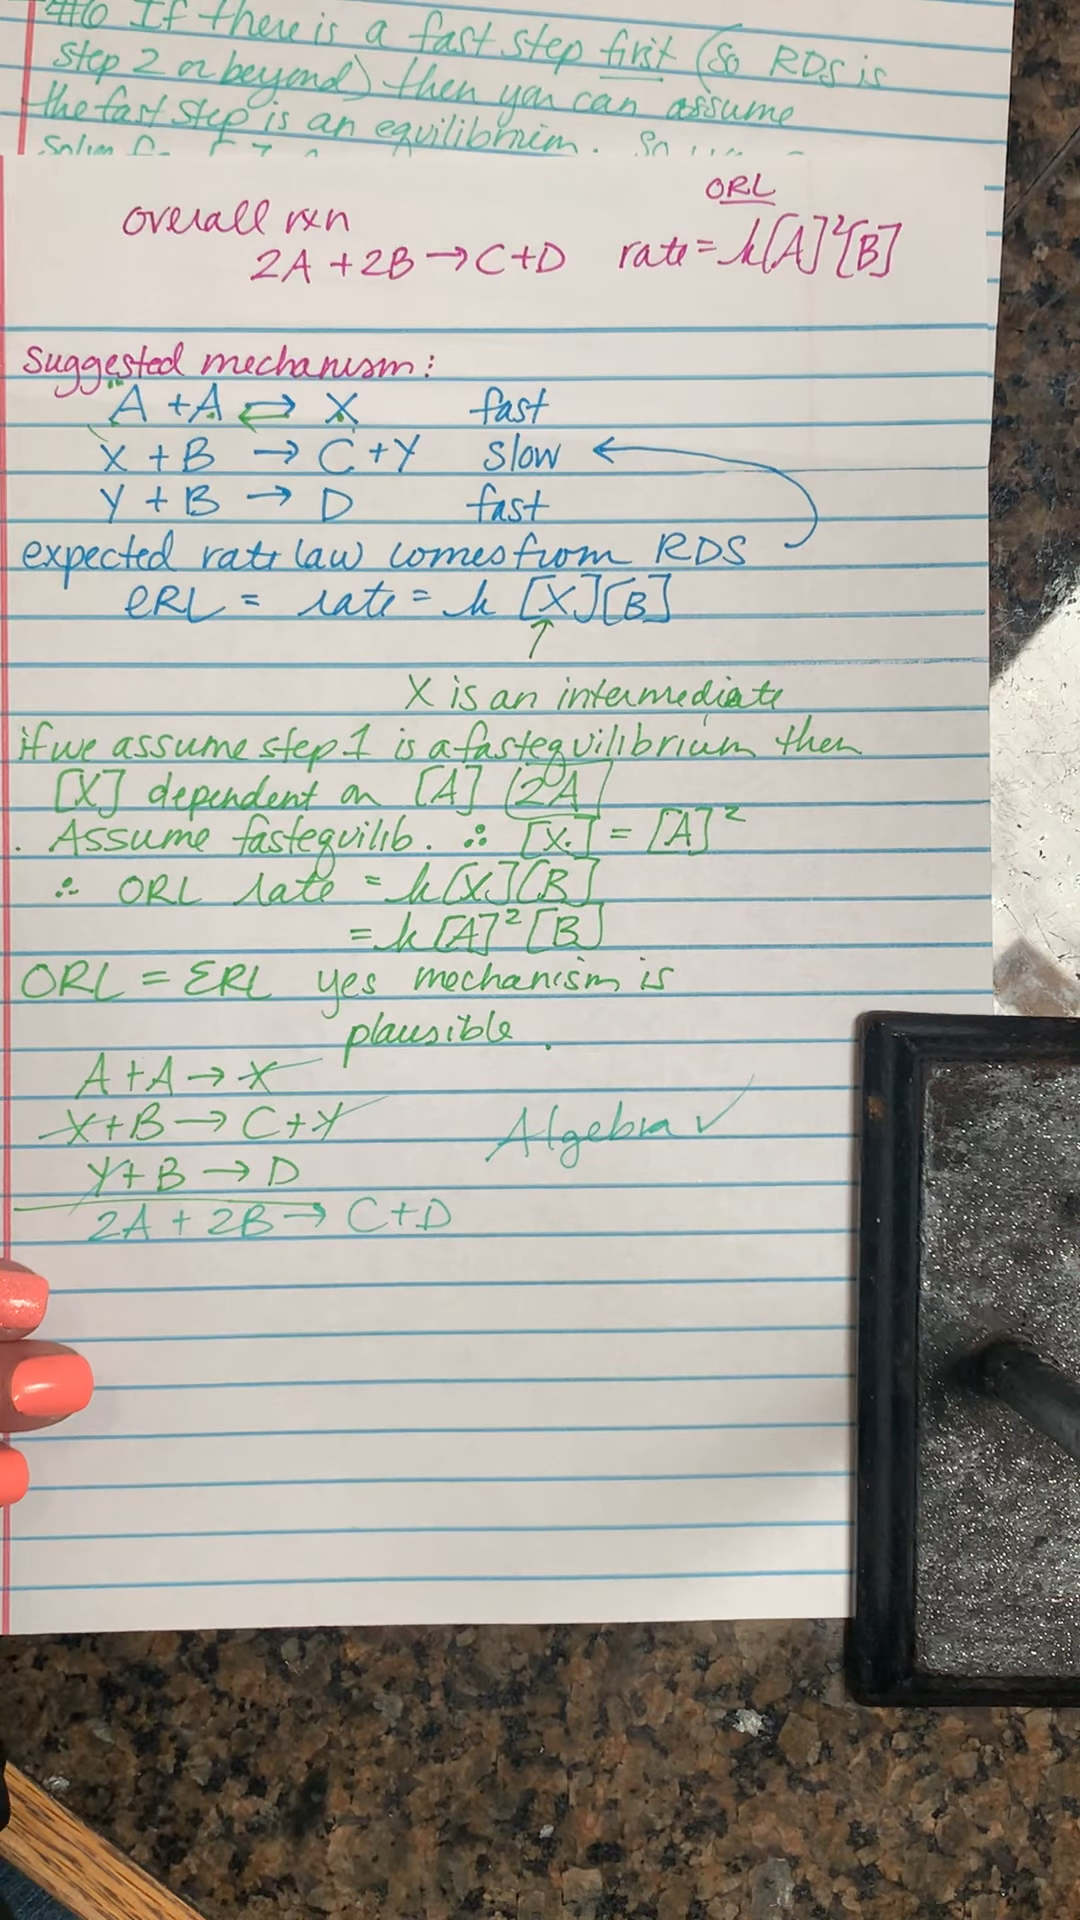 #6 If there is a fast step first (so RDS is
step 2 or beyond) then you can assume
the fast step is an equilibrium. So
overall rxn
ORL
2A + 2B → C+D rate = k[A]²[B]
Suggested mechanism:
A + A ⇌ X fast
X + B → C + Y slow
Y + B → D fast
expected rate law comes from RDS
ERL = rate = k [X][B]
↑
X is an intermediate
if we assume step 1 is a fast equilibrium then
[X] dependent on [A] (2A)
. Assume fast equilib. ∴ [X] = [A]²
∴ ORL rate = k[X][B]
= k[A]²[B]
ORL = ERL yes mechanism is
plausible.
A + A → X
X + B → C + Y
Algebra ✓
Y + B → D
2A + 2B → C + D